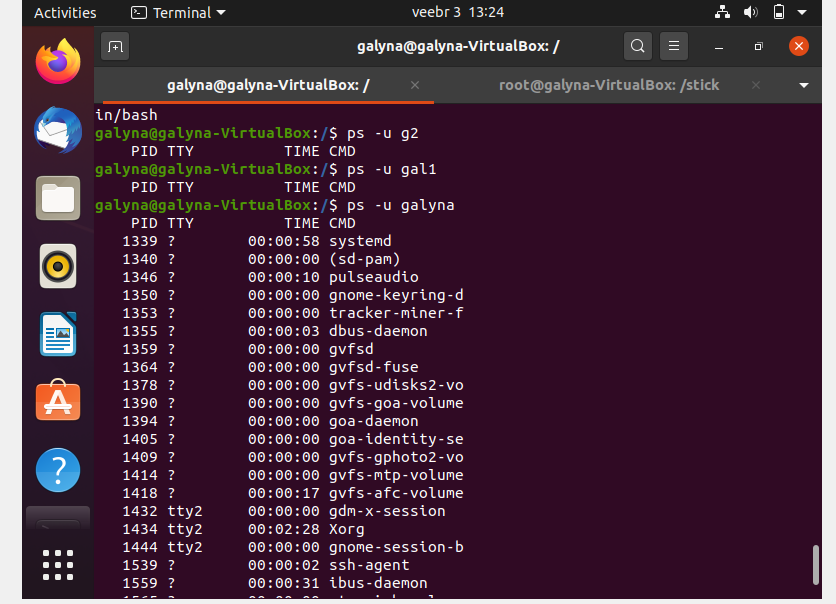 Activities Terminal veebr 3 13:24
galyna@galyna-VirtualBox: /
galyna@galyna-VirtualBox: / root@galyna-VirtualBox: /stick
in/bash
galyna@galyna-VirtualBox:/$ ps -u g2
PID TTY TIME CMD
galyna@galyna-VirtualBox:/$ ps -u gal1
PID TTY TIME CMD
galyna@galyna-VirtualBox:/$ ps -u galyna
PID TTY TIME CMD
1339 ? 00:00:58 systemd
1340 ? 00:00:00 (sd-pam)
1346 ? 00:00:10 pulseaudio
1350 ? 00:00:00 gnome-keyring-d
1353 ? 00:00:00 tracker-miner-f
1355 ? 00:00:03 dbus-daemon
1359 ? 00:00:00 gvfsd
1364 ? 00:00:00 gvfsd-fuse
1378 ? 00:00:00 gvfs-udisks2-vo
1390 ? 00:00:00 gvfs-goa-volume
1394 ? 00:00:00 goa-daemon
1405 ? 00:00:00 goa-identity-se
1409 ? 00:00:00 gvfs-gphoto2-vo
1414 ? 00:00:00 gvfs-mtp-volume
1418 ? 00:00:17 gvfs-afc-volume
1432 tty2 00:00:00 gdm-x-session
1434 tty2 00:02:28 Xorg
1444 tty2 00:00:00 gnome-session-b
1539 ? 00:00:02 ssh-agent
1559 ? 00:00:31 ibus-daemon